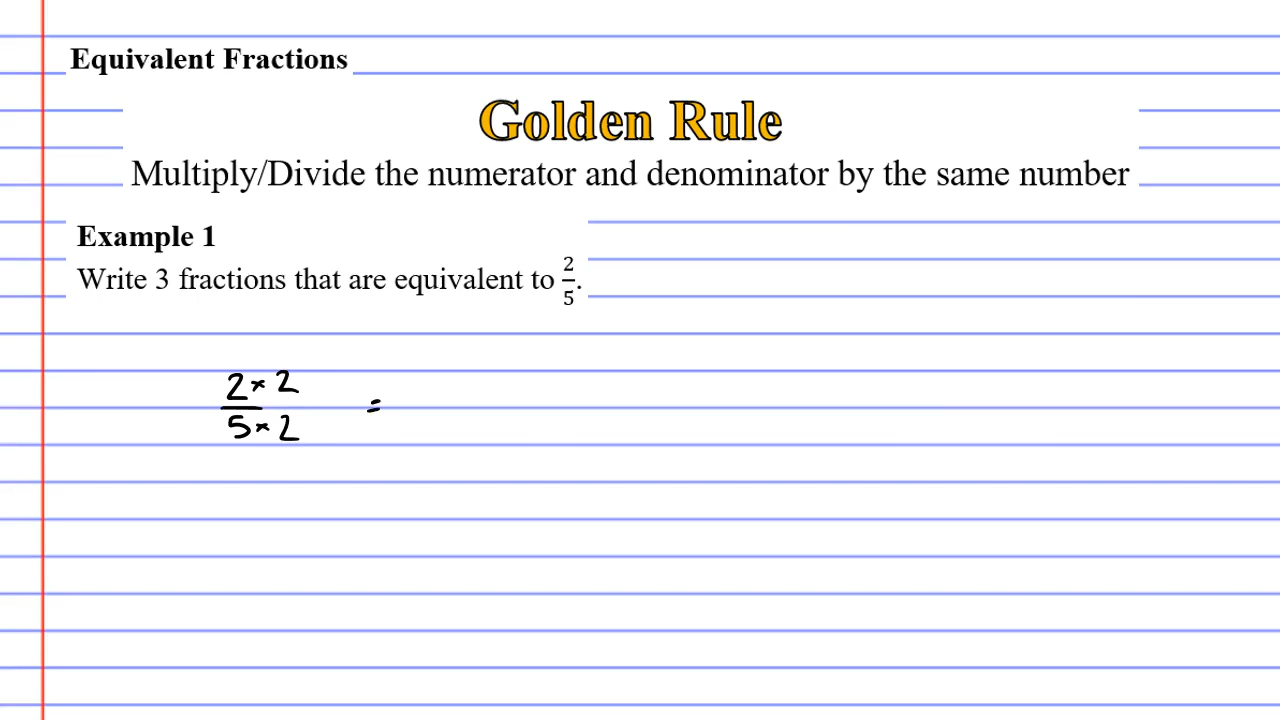 Equivalent Fractions
Golden Rule
Multiply/Divide the numerator and denominator by the same number
Example 1
Write 3 fractions that are equivalent to 2/5.
2 × 2
5 × 2
=